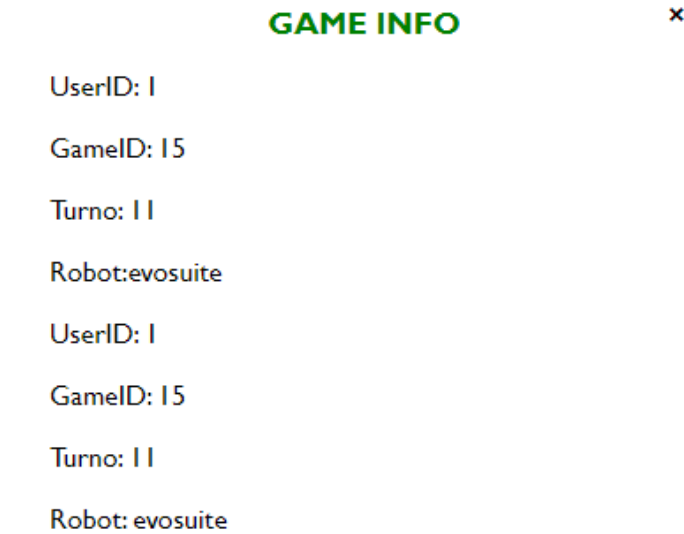 GAME INFO
×
UserID: 1
GameID: 15
Turno: 11
Robot:evosuite
UserID: 1
GameID: 15
Turno: 11
Robot: evosuite